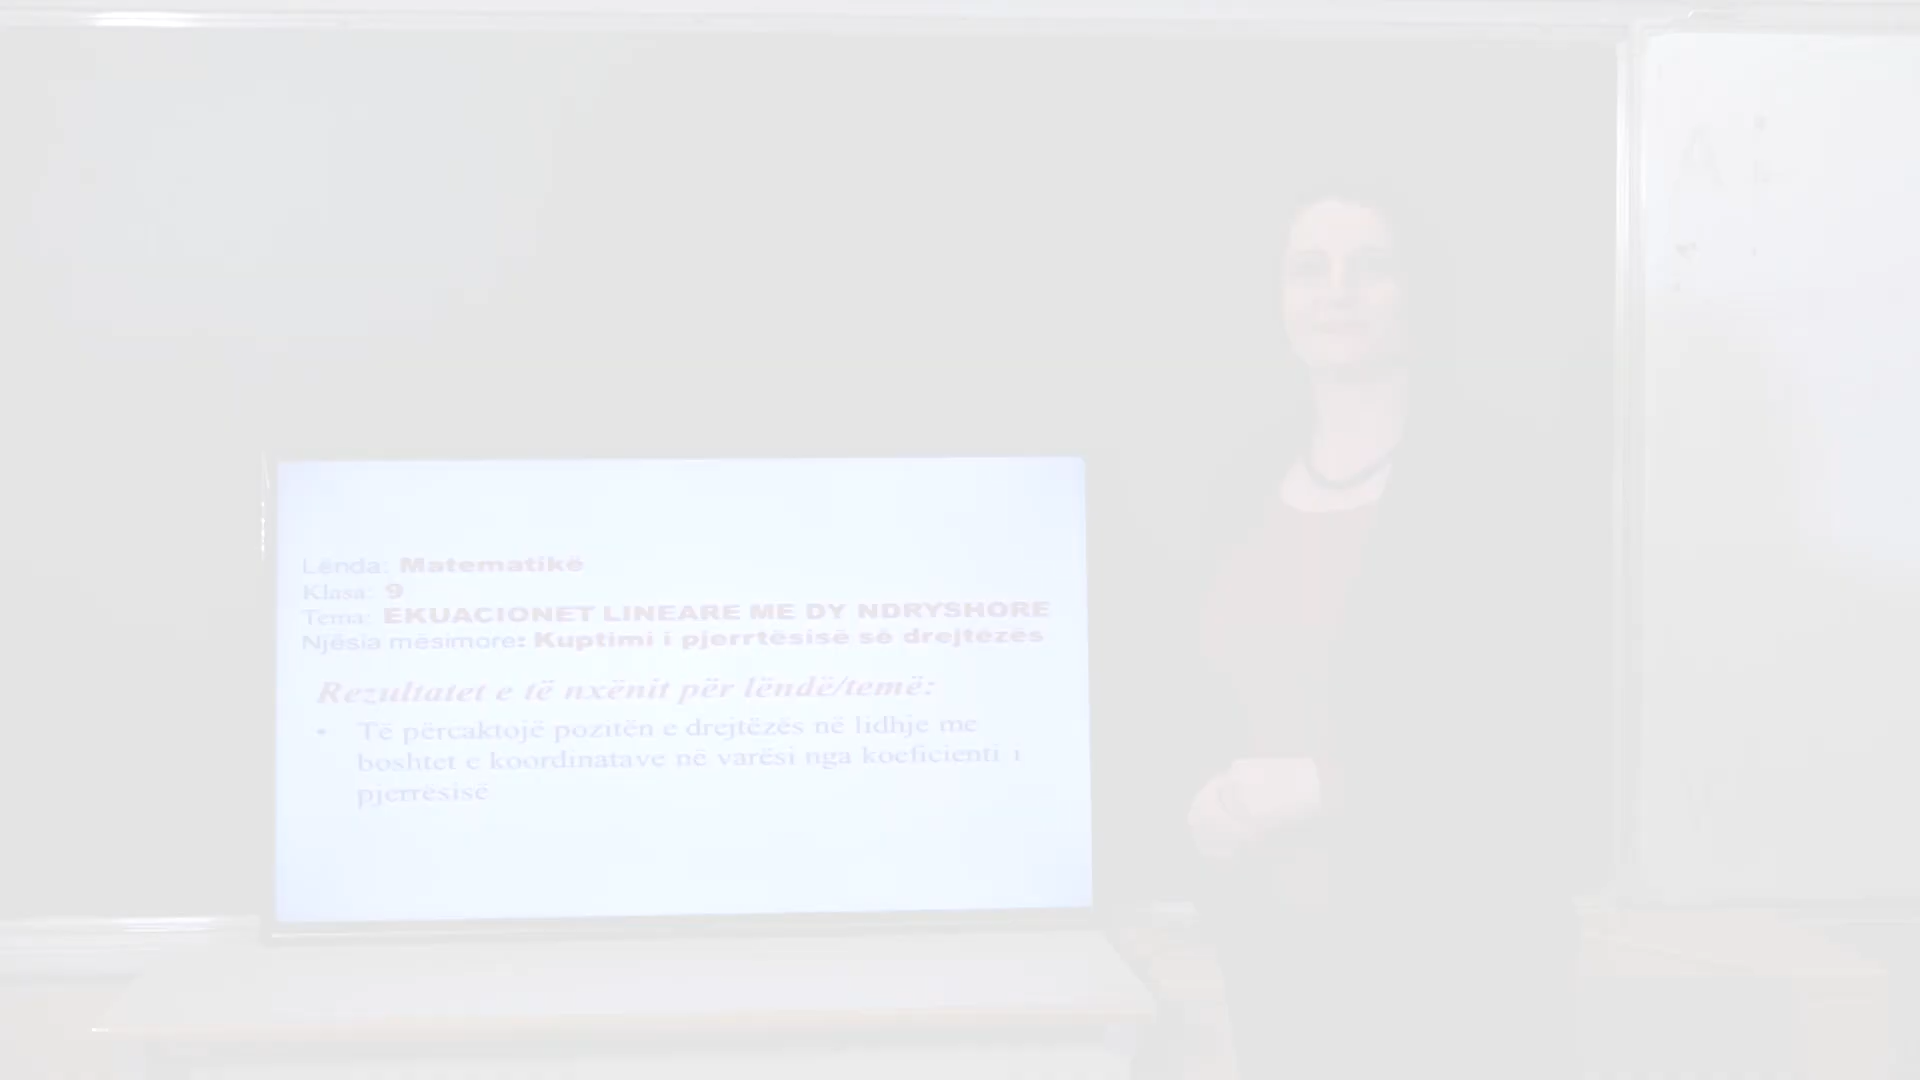 Lënda: Matematikë
Klasa: 9
Tema: EKUACIONET LINEARE ME DY NDRYSHORE
Njësia mësimore: Kuptimi i pjerrtësisë së drejtëzës
Rezultatet e të nxënit për lëndë/temë:
• Të përcaktojë pozitën e drejtëzës në lidhje me
boshtet e koordinatave në varësi nga koeficienti i
pjerrësisë